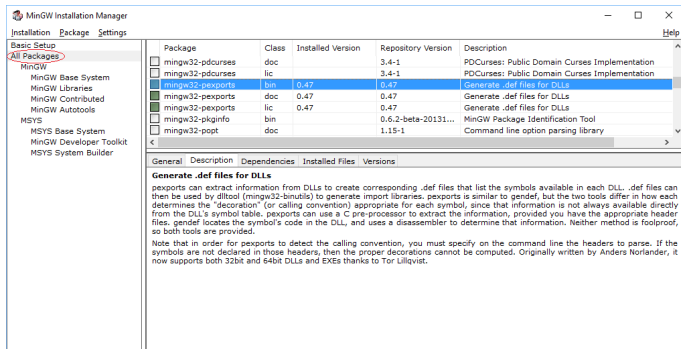 MinGW Installation Manager
Installation Package Settings Help
Basic Setup
All Packages
MinGW
MinGW Base System
MinGW Libraries
MinGW Contributed
MinGW Autotools
MSYS
MSYS Base System
MinGW Developer Toolkit
MSYS System Builder
Package Class Installed Version Repository Version Description
mingw32-pdcurses doc 3.4-1 PDCurses: Public Domain Curses Implementation
mingw32-pdcurses lic 3.4-1 PDCurses: Public Domain Curses Implementation
mingw32-pexports bin 0.47 0.47 Generate .def files for DLLs
mingw32-pexports doc 0.47 0.47 Generate .def files for DLLs
mingw32-pexports lic 0.47 0.47 Generate .def files for DLLs
mingw32-pkginfo bin 0.6.2-beta-20131... MinGW Package Identification Tool
mingw32-popt doc 1.15-1 Command line option parsing library
General Description Dependencies Installed Files Versions
Generate .def files for DLLs
pexports can extract information from DLLs to create corresponding .def files that list the symbols available in each DLL. .def files can
then be used by dlltool (mingw-binutils) to generate import libraries. pexports is similar to gendef, but the two tools differ in how each
determines the "decoration" (or calling convention) appropriate for each symbol, since that information is not always available directly
from the DLL's symbol table. pexports can use a C pre-processor to extract the information, provided you have the appropriate header
files. gendef locates the symbol's code in the DLL, and uses a disassembler to determine that information. Neither method is foolproof,
so both tools are provided.
Note that in order for pexports to detect the calling convention, you must specify on the command line the headers to parse. If the
symbols are not declared in those headers, then the proper decorations cannot be computed. Originally written by Anders Norlander, it
now supports both 32bit and 64bit DLLs and EXEs thanks to Tor Lillqvist.